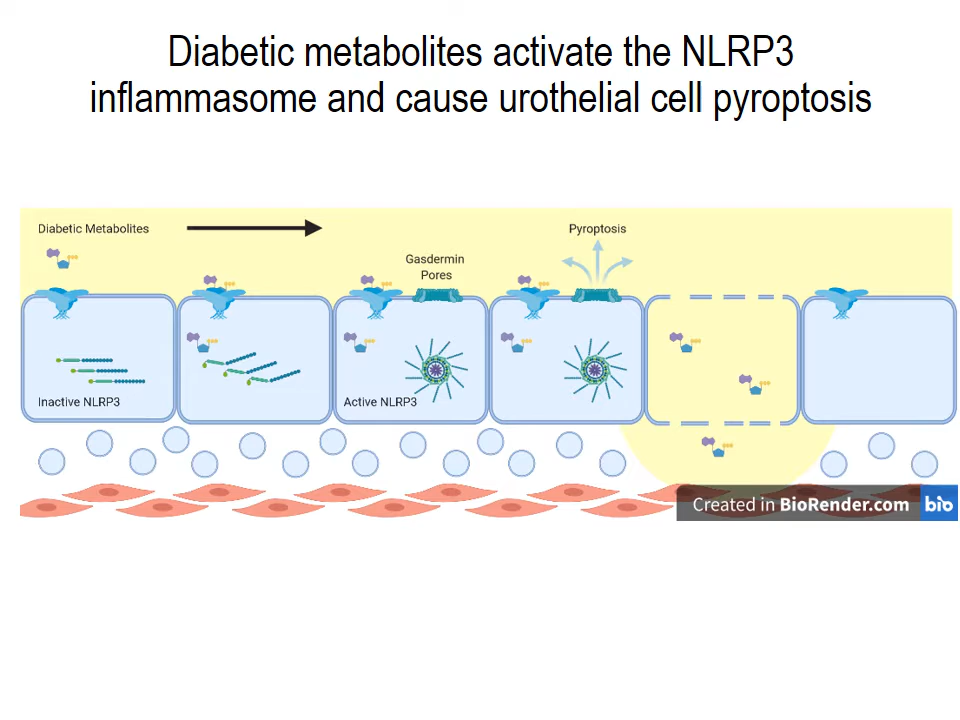 Diabetic metabolites activate the NLRP3
inflammasome and cause urothelial cell pyroptosis
Diabetic Metabolites
Pyroptosis
Gasdermin
Pores
Inactive NLRP3
Active NLRP3
Created in BioRender.com
bio